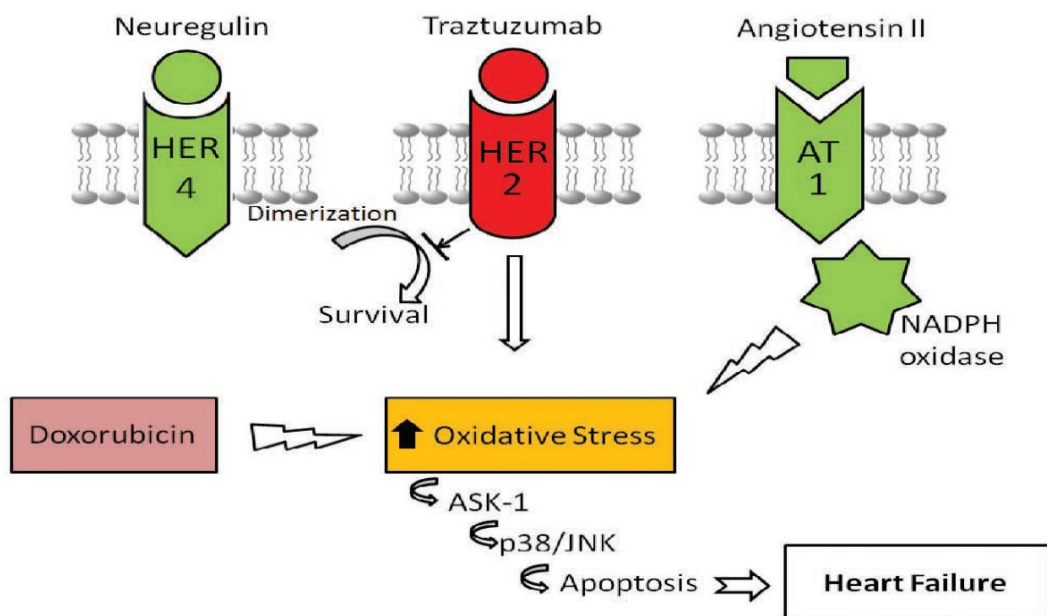 Neuregulin
Traztuzumab
Angiotensin II
HER
4
HER
2
AT
1
Dimerization
Survival
NADPH
oxidase
Doxorubicin
Oxidative Stress
ASK-1
p38/JNK
Apoptosis
Heart Failure